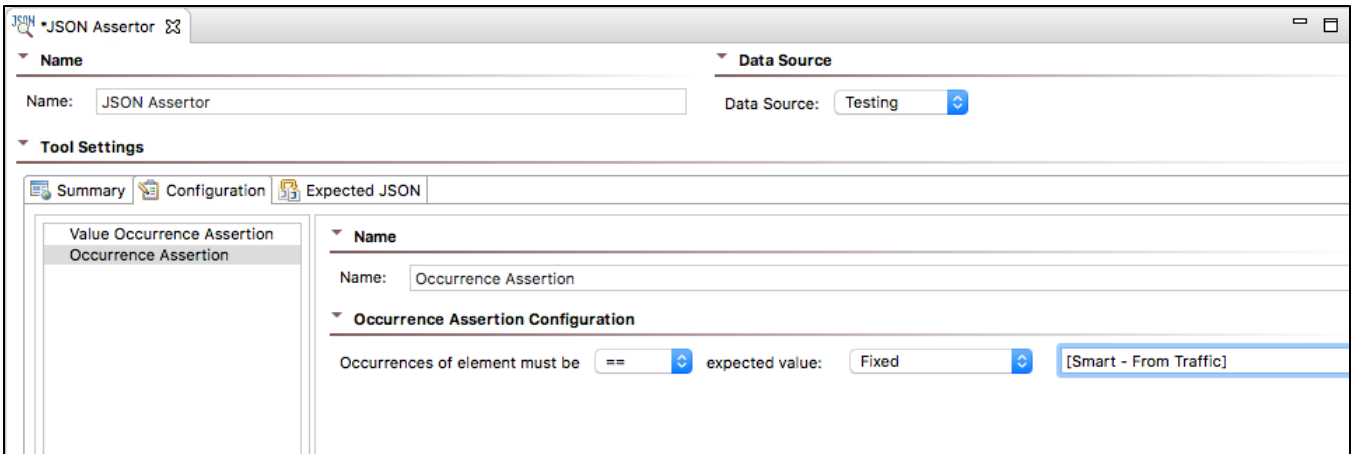 JSON *JSON Assertor
Name
Data Source
Name: JSON Assertor
Data Source: Testing
Tool Settings
Summary Configuration Expected JSON
Value Occurrence Assertion
Occurrence Assertion
Name
Name: Occurrence Assertion
Occurrence Assertion Configuration
Occurrences of element must be == expected value: Fixed [Smart - From Traffic]